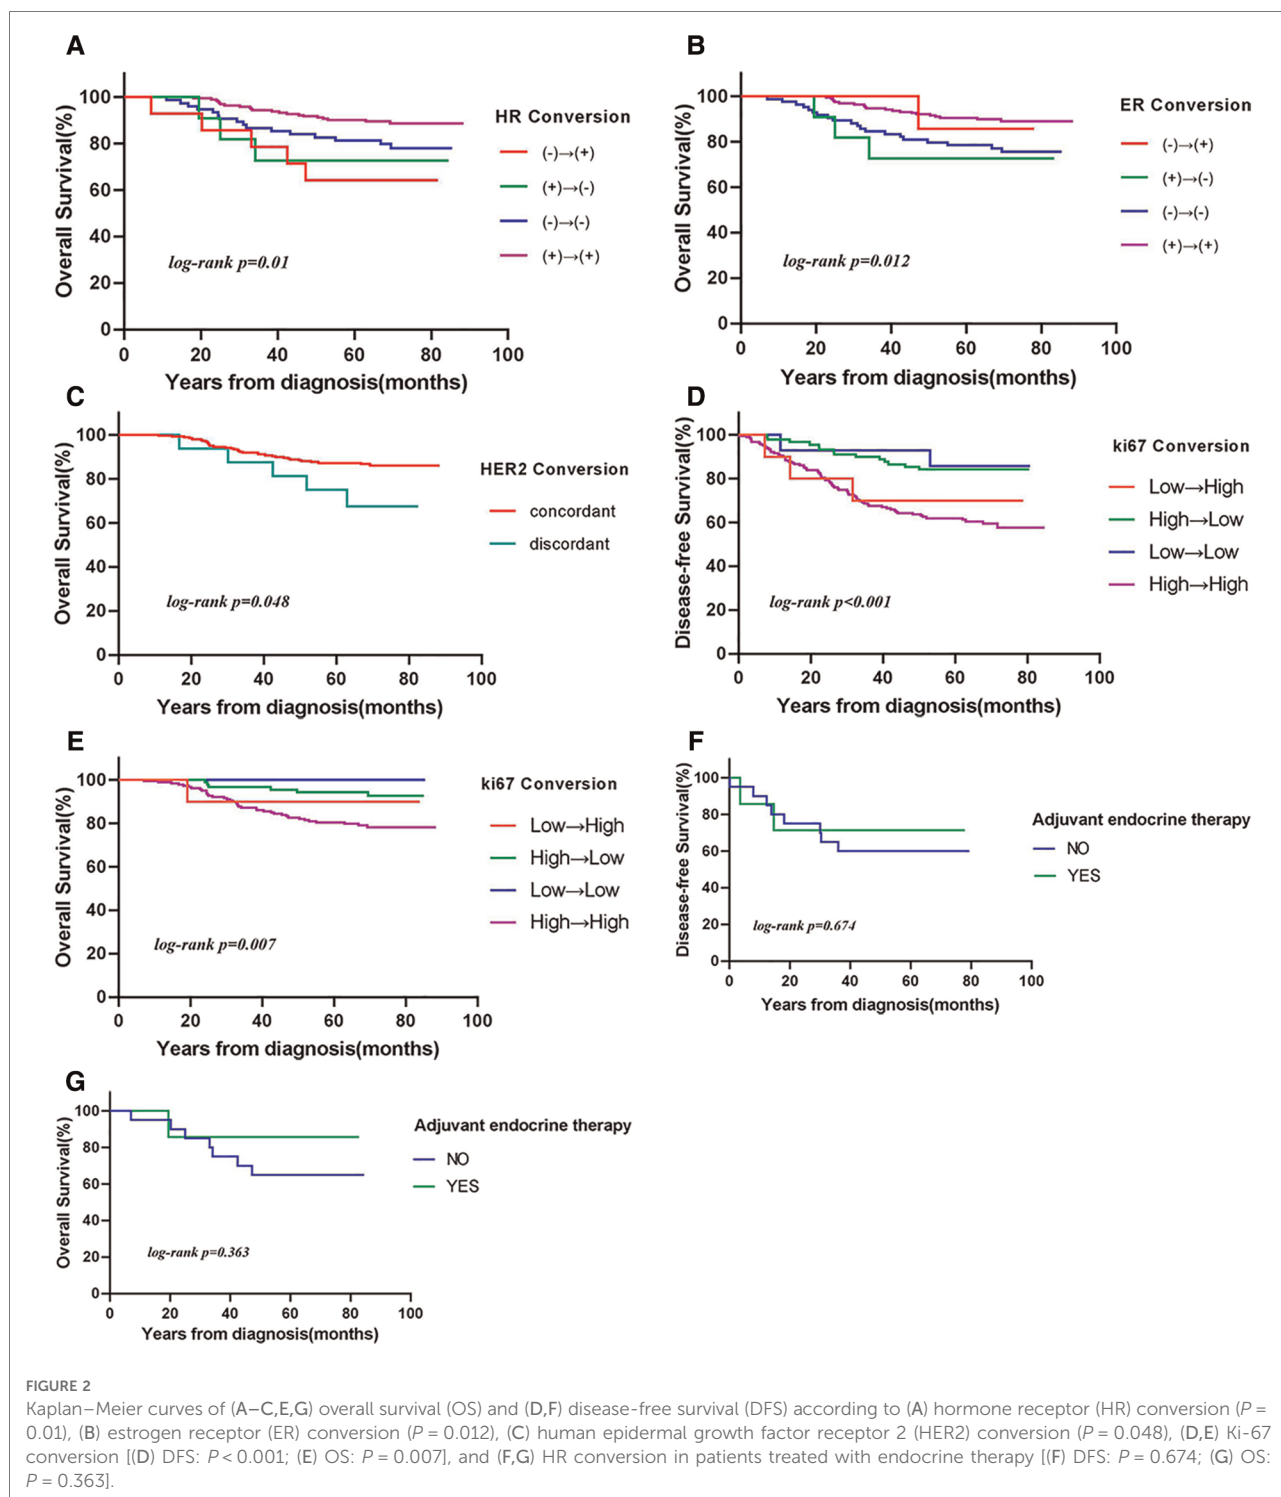 A
Overall Survival(%)
100
80
60
40
20
0
0 20 40 60 80 100
Years from diagnosis(months)
log-rank p=0.01
HR Conversion
(-)→(+)
(+)→(-)
(-)→(-)
(+)→(+)
B
Overall Survival(%)
100
80
60
40
20
0
0 20 40 60 80 100
Years from diagnosis(months)
log-rank p=0.012
ER Conversion
(-)→(+)
(+)→(-)
(-)→(-)
(+)→(+)
C
Overall Survival(%)
100
80
60
40
20
0
0 20 40 60 80 100
Years from diagnosis(months)
log-rank p=0.048
HER2 Conversion
concordant
discordant
D
Disease-free Survival(%)
100
80
60
40
20
0
0 20 40 60 80 100
Years from diagnosis(months)
log-rank p<0.001
ki67 Conversion
Low→High
High→Low
Low→Low
High→High
E
Overall Survival(%)
100
80
60
40
20
0
0 20 40 60 80 100
Years from diagnosis(months)
log-rank p=0.007
ki67 Conversion
Low→High
High→Low
Low→Low
High→High
F
Disease-free Survival(%)
100
80
60
40
20
0
0 20 40 60 80 100
Years from diagnosis(months)
log-rank p=0.674
Adjuvant endocrine therapy
NO
YES
G
Overall Survival(%)
100
80
60
40
20
0
0 20 40 60 80 100
Years from diagnosis(months)
log-rank p=0.363
Adjuvant endocrine therapy
NO
YES
FIGURE 2
Kaplan–Meier curves of (A–C,E,G) overall survival (OS) and (D,F) disease-free survival (DFS) according to (A) hormone receptor (HR) conversion (P =
0.01), (B) estrogen receptor (ER) conversion (P = 0.012), (C) human epidermal growth factor receptor 2 (HER2) conversion (P = 0.048), (D,E) Ki-67
conversion [(D) DFS: P < 0.001; (E) OS: P = 0.007], and (F,G) HR conversion in patients treated with endocrine therapy [(F) DFS: P = 0.674; (G) OS:
P = 0.363].